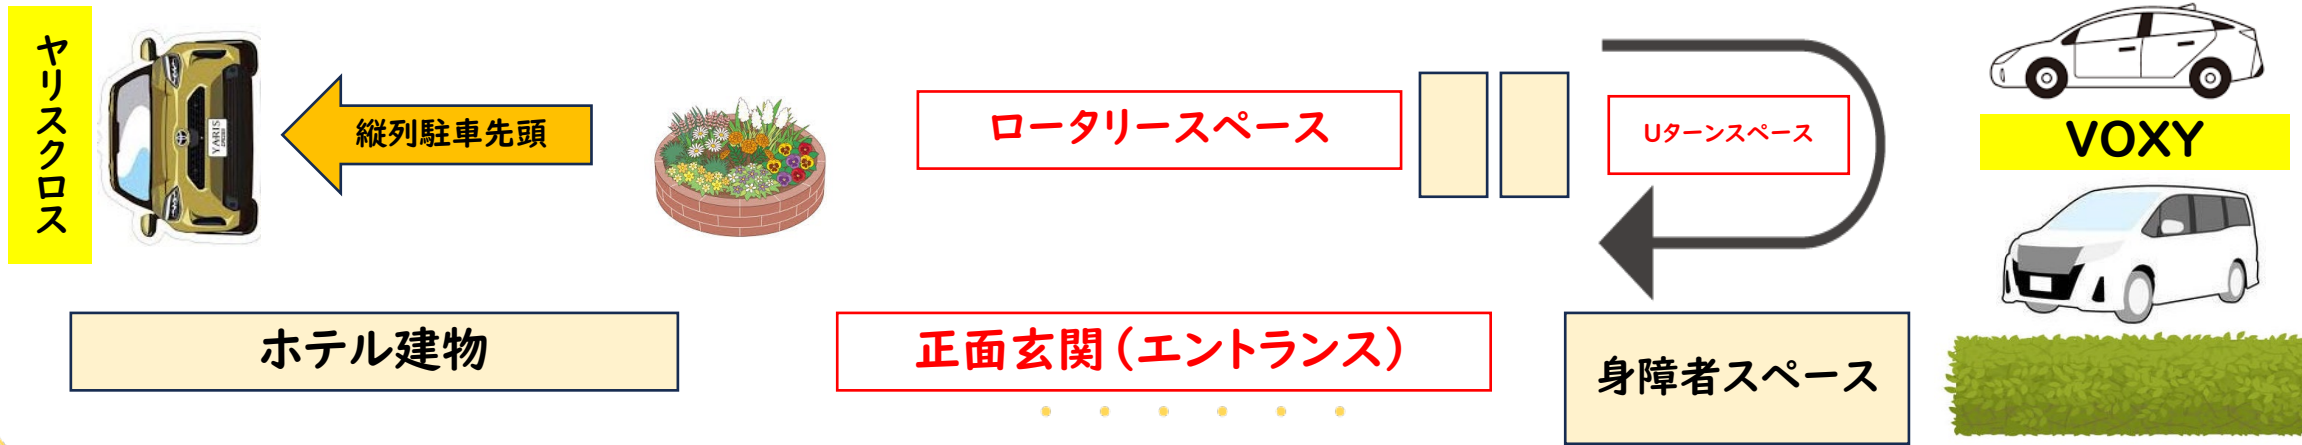 ヤリスクロス
YARIS
縦列駐車先頭
ロータリースペース
Uターンスペース
VOXY
ホテル建物
正面玄関(エントランス)
身障者スペース